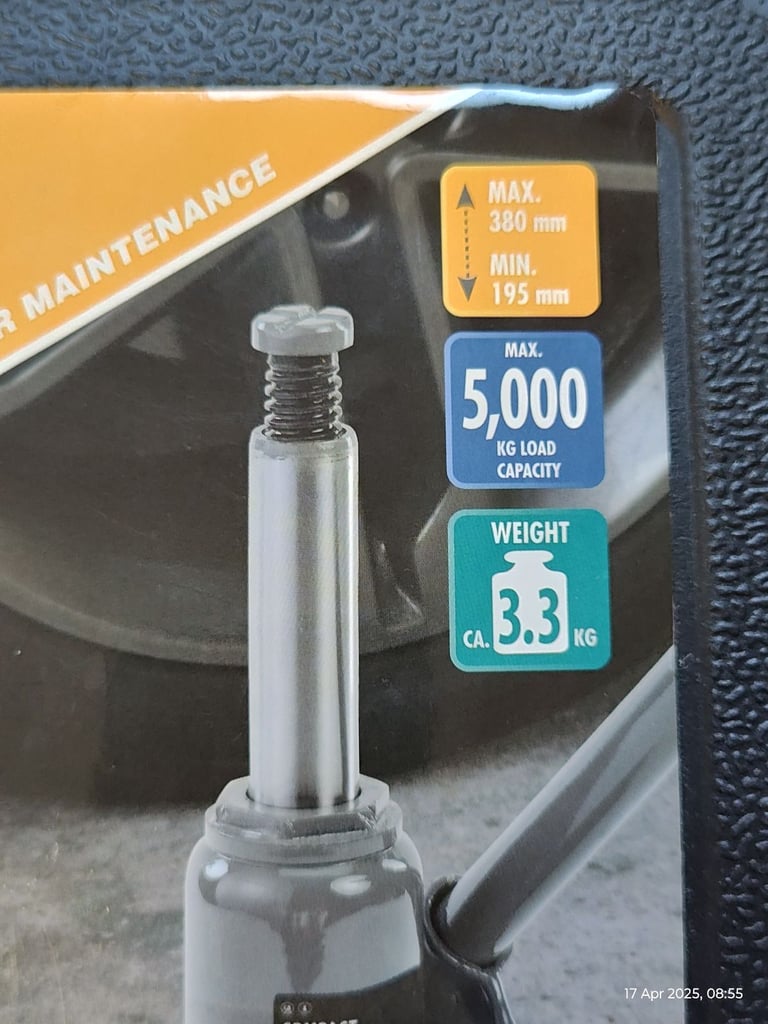 R MAINTENANCE
MAX.
380 mm
MIN.
195 mm
MAX.
5,000
KG LOAD
CAPACITY
WEIGHT
CA. 3.3 KG
COMPACT
17 Apr 2025, 08:55